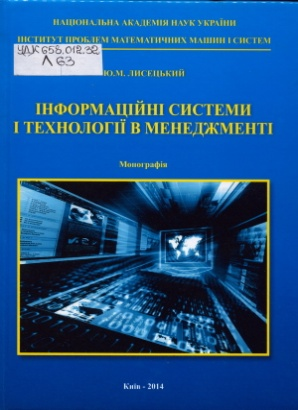 НАЦІОНАЛЬНА АКАДЕМІЯ НАУК УКРАЇНИ
ІНСТИТУТ ПРОБЛЕМ МАТЕМАТИЧНИХ МАШИН І СИСТЕМ
УДК 658.012.32
Л 63
Ю.М. ЛИСЕЦЬКИЙ
ІНФОРМАЦІЙНІ СИСТЕМИ
І ТЕХНОЛОГІЇ В МЕНЕДЖМЕНТІ
Монографія
Київ - 2014